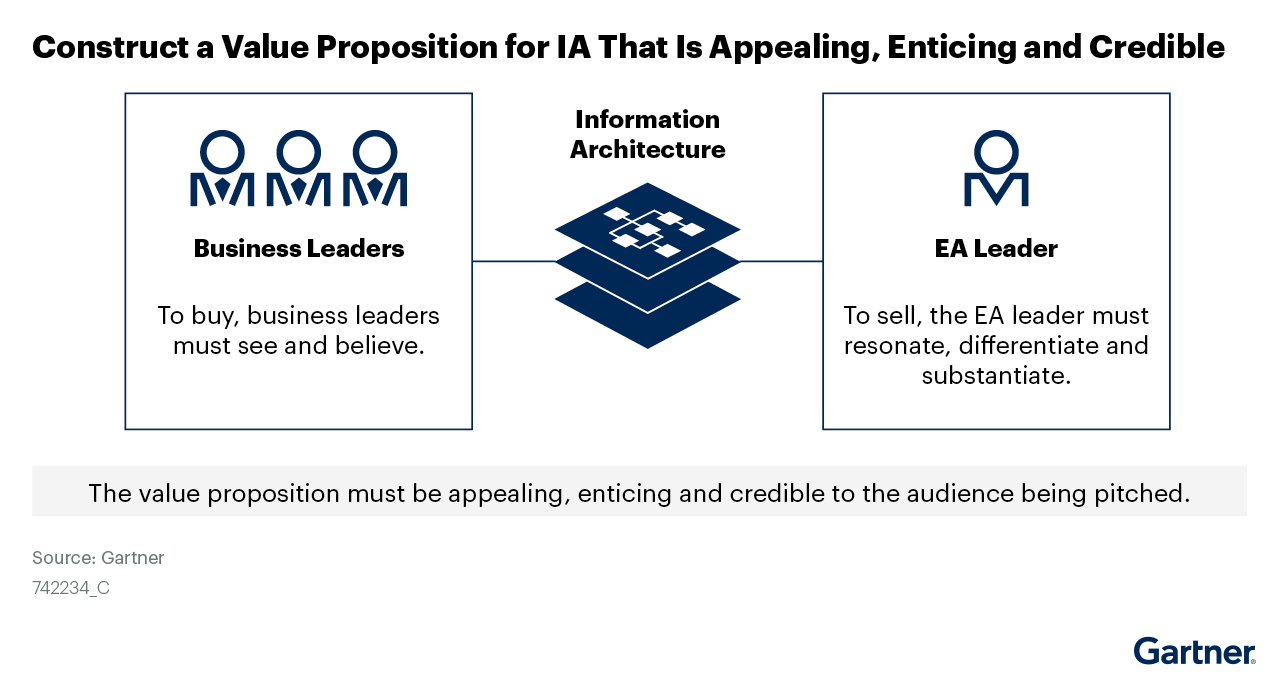 Construct a Value Proposition for IA That Is Appealing, Enticing and Credible
Business Leaders
To buy, business leaders
must see and believe.
Information
Architecture
EA Leader
To sell, the EA leader must
resonate, differentiate and
substantiate.
The value proposition must be appealing, enticing and credible to the audience being pitched.
Source: Gartner
742234_C
Gartner®